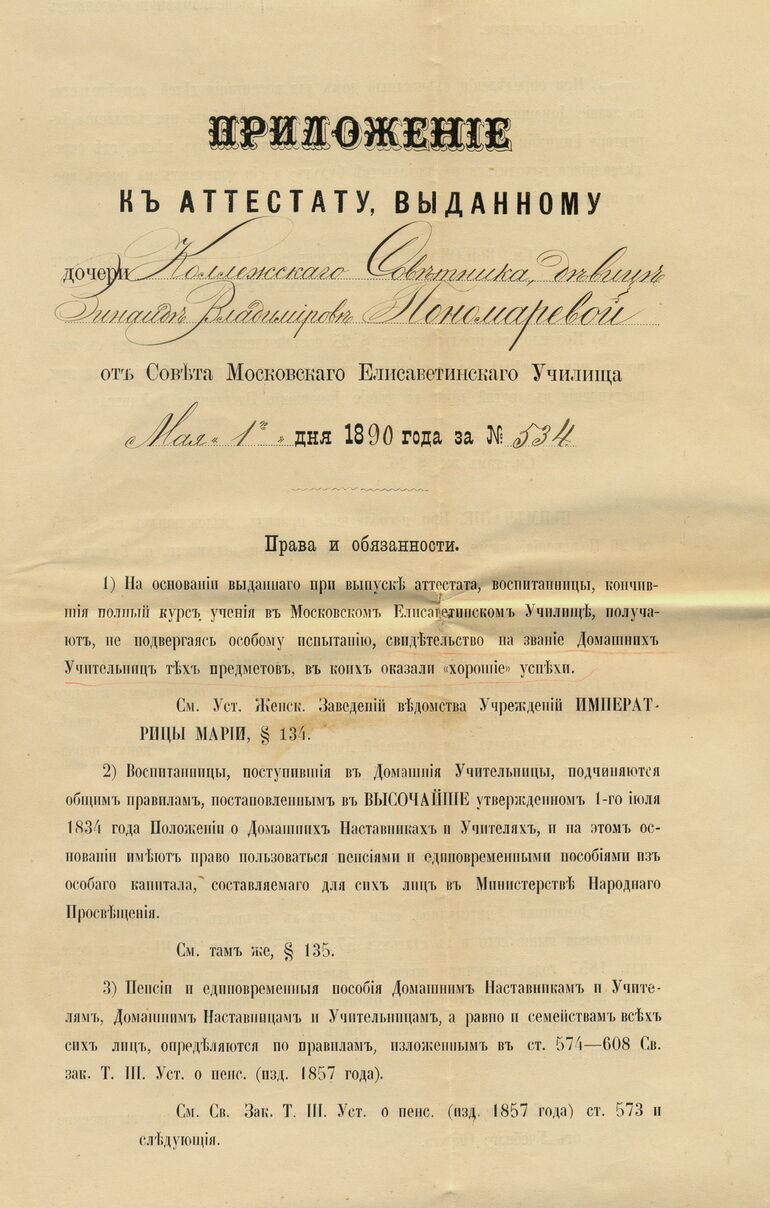 ПРИЛОЖЕНІЕ
КЪ АТТЕСТАТУ, ВЫДАННОМУ
дочери Коллежскаго Совѣтника, дѣвицѣ
Зинаидѣ Владиміровнѣ Пономаревой
отъ Совѣта Московскаго Елисаветинскаго Училища
Мая „ 1го „ дня 1890 года за № 534.
Права и обязанности.
1) На основаніи выданнаго при выпускѣ аттестата, воспитанницы, кончив-
шія полный курсъ ученія въ Московскомъ Елисаветинскомъ Училищѣ, получа-
ютъ, не подвергаясь особому испытанію, свидѣтельство на званіе Домашнихъ
Учительницъ тѣхъ предметовъ, въ коихъ оказали «хорошіе» успѣхи.
См. Уст. Женск. Заведеній вѣдомства Учрежденій ИМПЕРАТ-
РИЦЫ МАРІИ, § 134.
2) Воспитанницы, поступившія въ Домашнія Учительницы, подчиняются
общимъ правиламъ, постановленнымъ въ ВЫСОЧАЙШЕ утвержденномъ 1-го іюля
1834 года Положеніи о Домашнихъ Наставникахъ и Учителяхъ, и на этомъ ос-
нованіи имѣютъ право пользоваться пенсіями и единовременными пособіями изъ
особаго капитала, составляемаго для сихъ лицъ въ Министерствѣ Народнаго
Просвѣщенія.
См. тамъ же, § 135.
3) Пенсіи и единовременныя пособія Домашнимъ Наставникамъ и Учите-
лямъ, Домашнимъ Наставницамъ и Учительницамъ, а равно и семействамъ всѣхъ
сихъ лицъ, опредѣляются по правиламъ, изложеннымъ въ ст. 574—608 Св.
зак. Т. III. Уст. о пенс. (изд. 1857 года).
См. Св. Зак. Т. III. Уст. о пенс. (изд. 1857 года) ст. 573 и
слѣдующія.